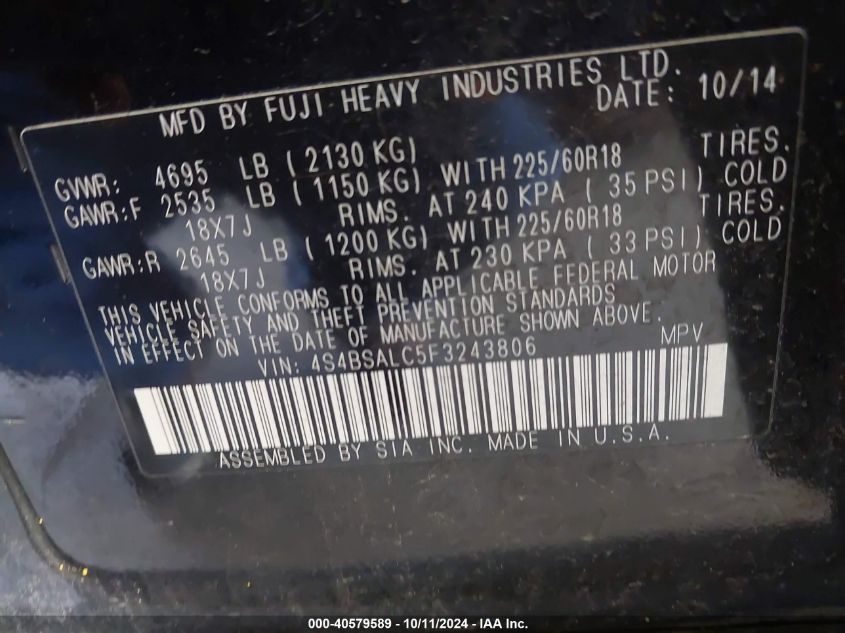 MFD BY FUJI HEAVY INDUSTRIES LTD.
DATE: 10/14
GVWR: 4695 LB (2130 KG)
GAWR:F 2535 LB (1150 KG) WITH 225/60R18 TIRES.
18X7J RIMS. AT 240 KPA (35 PSI) COLD
GAWR:R 2645 LB (1200 KG) WITH 225/60R18 TIRES.
18X7J RIMS. AT 230 KPA (33 PSI) COLD
THIS VEHICLE CONFORMS TO ALL APPLICABLE FEDERAL MOTOR
VEHICLE SAFETY AND THEFT PREVENTION STANDARDS
IN EFFECT ON THE DATE OF MANUFACTURE SHOWN ABOVE.
VIN: 4S4BSALC5F3243806 MPV
ASSEMBLED BY SIA INC. MADE IN U.S.A.
000-40579589 - 10/11/2024 - IAA Inc.